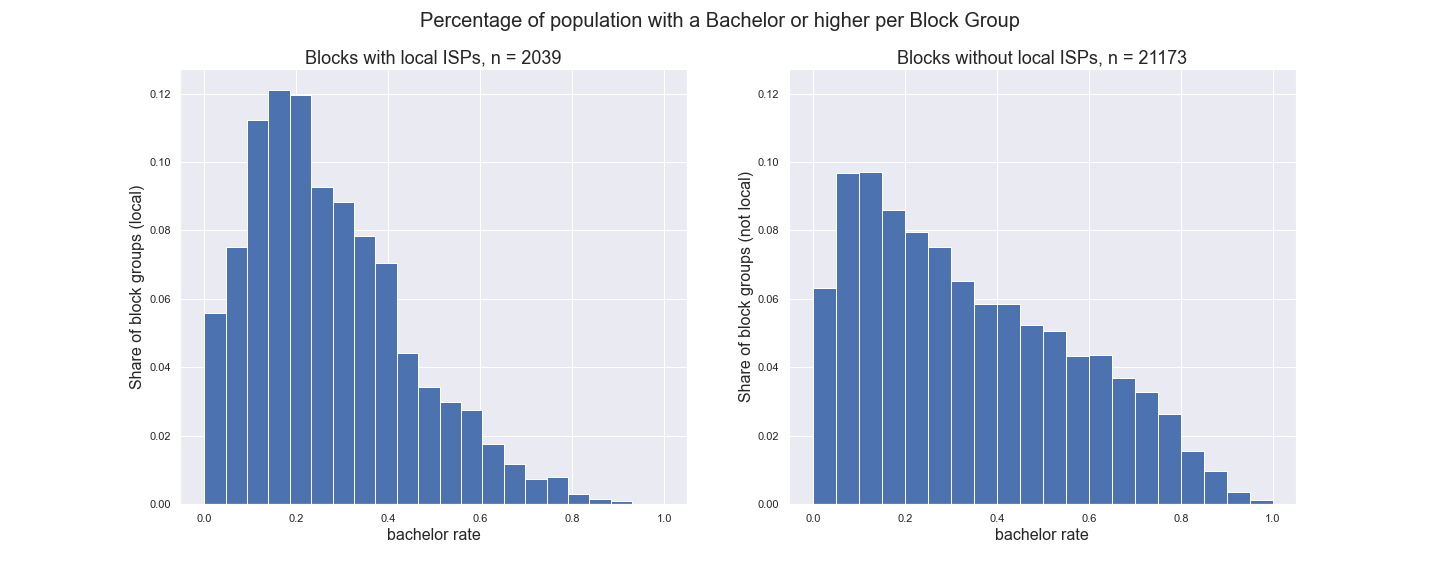 Percentage of population with a Bachelor or higher per Block Group
Blocks with local ISPs, n = 2039
Share of block groups (local)
0.12
0.10
0.08
0.06
0.04
0.02
0.00
0.0 0.2 0.4 0.6 0.8 1.0
bachelor rate
Blocks without local ISPs, n = 21173
Share of block groups (not local)
0.12
0.10
0.08
0.06
0.04
0.02
0.00
0.0 0.2 0.4 0.6 0.8 1.0
bachelor rate